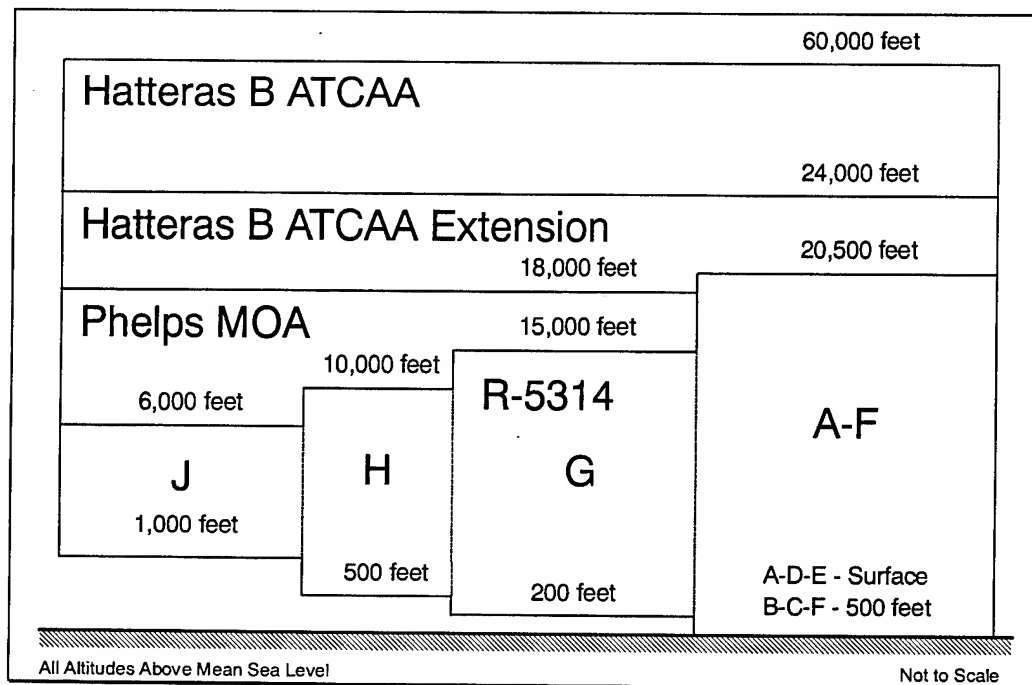 60,000 feet
Hatteras B ATCAA
24,000 feet
Hatteras B ATCAA Extension
20,500 feet
18,000 feet
Phelps MOA
15,000 feet
10,000 feet
6,000 feet
R-5314
A-F
J
H
G
1,000 feet
500 feet
200 feet
A-D-E - Surface
B-C-F - 500 feet
All Altitudes Above Mean Sea Level
Not to Scale